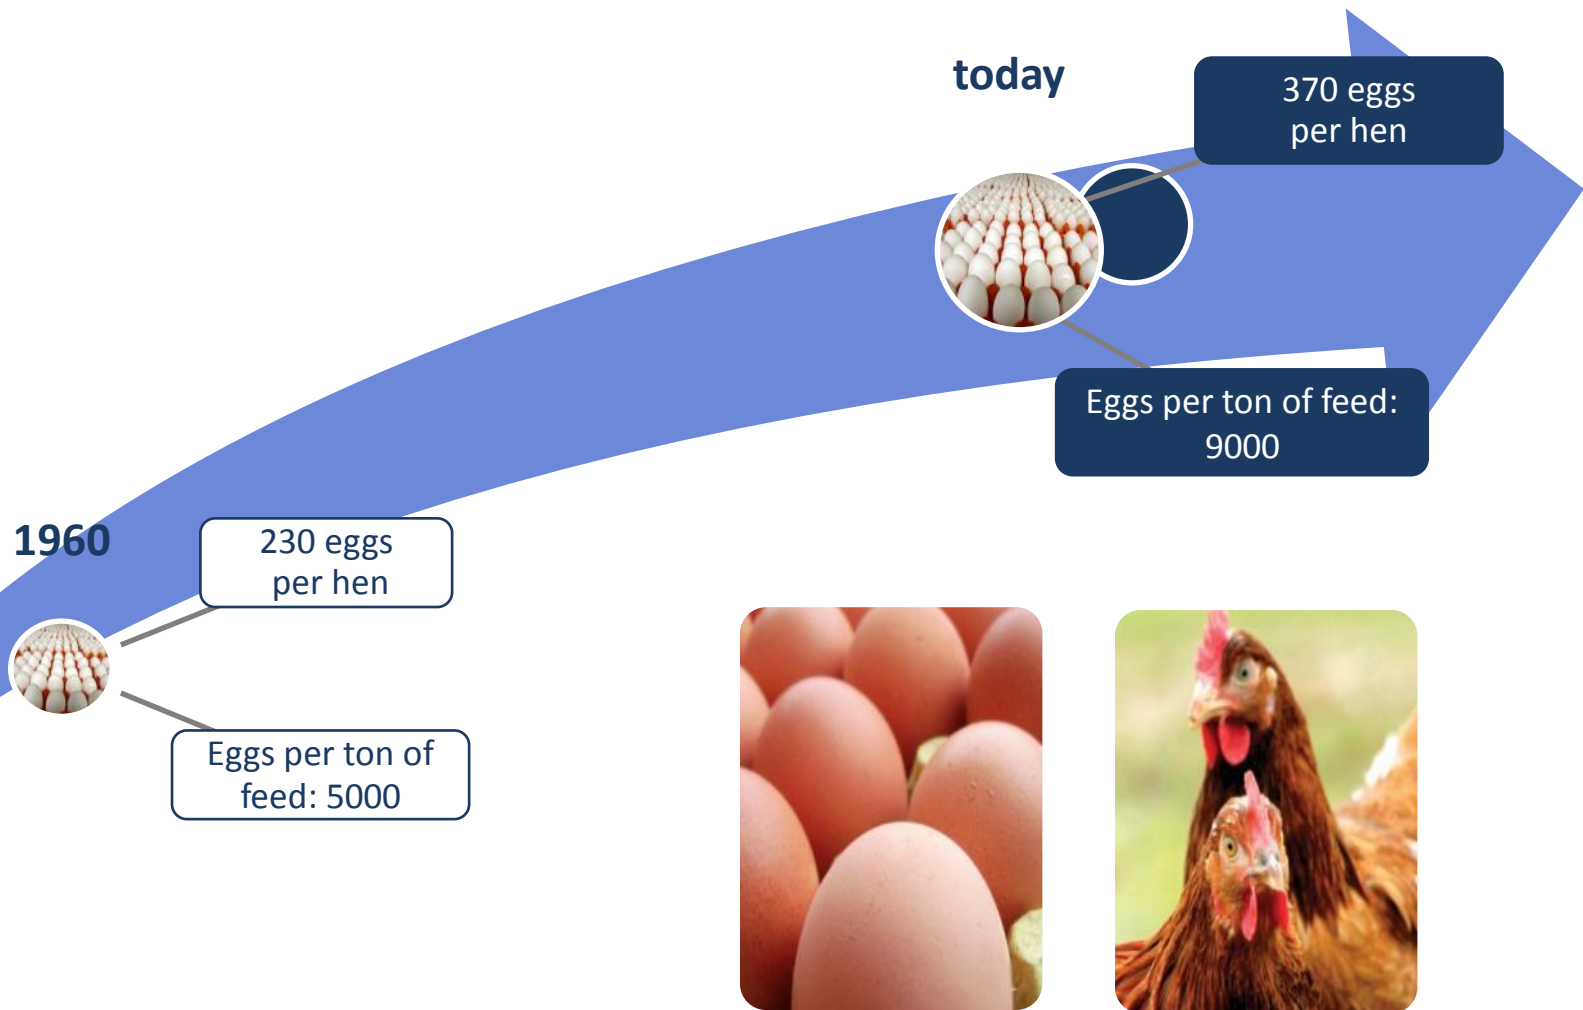 today
370 eggs
per hen
Eggs per ton of feed:
9000
1960
230 eggs
per hen
Eggs per ton of
feed: 5000